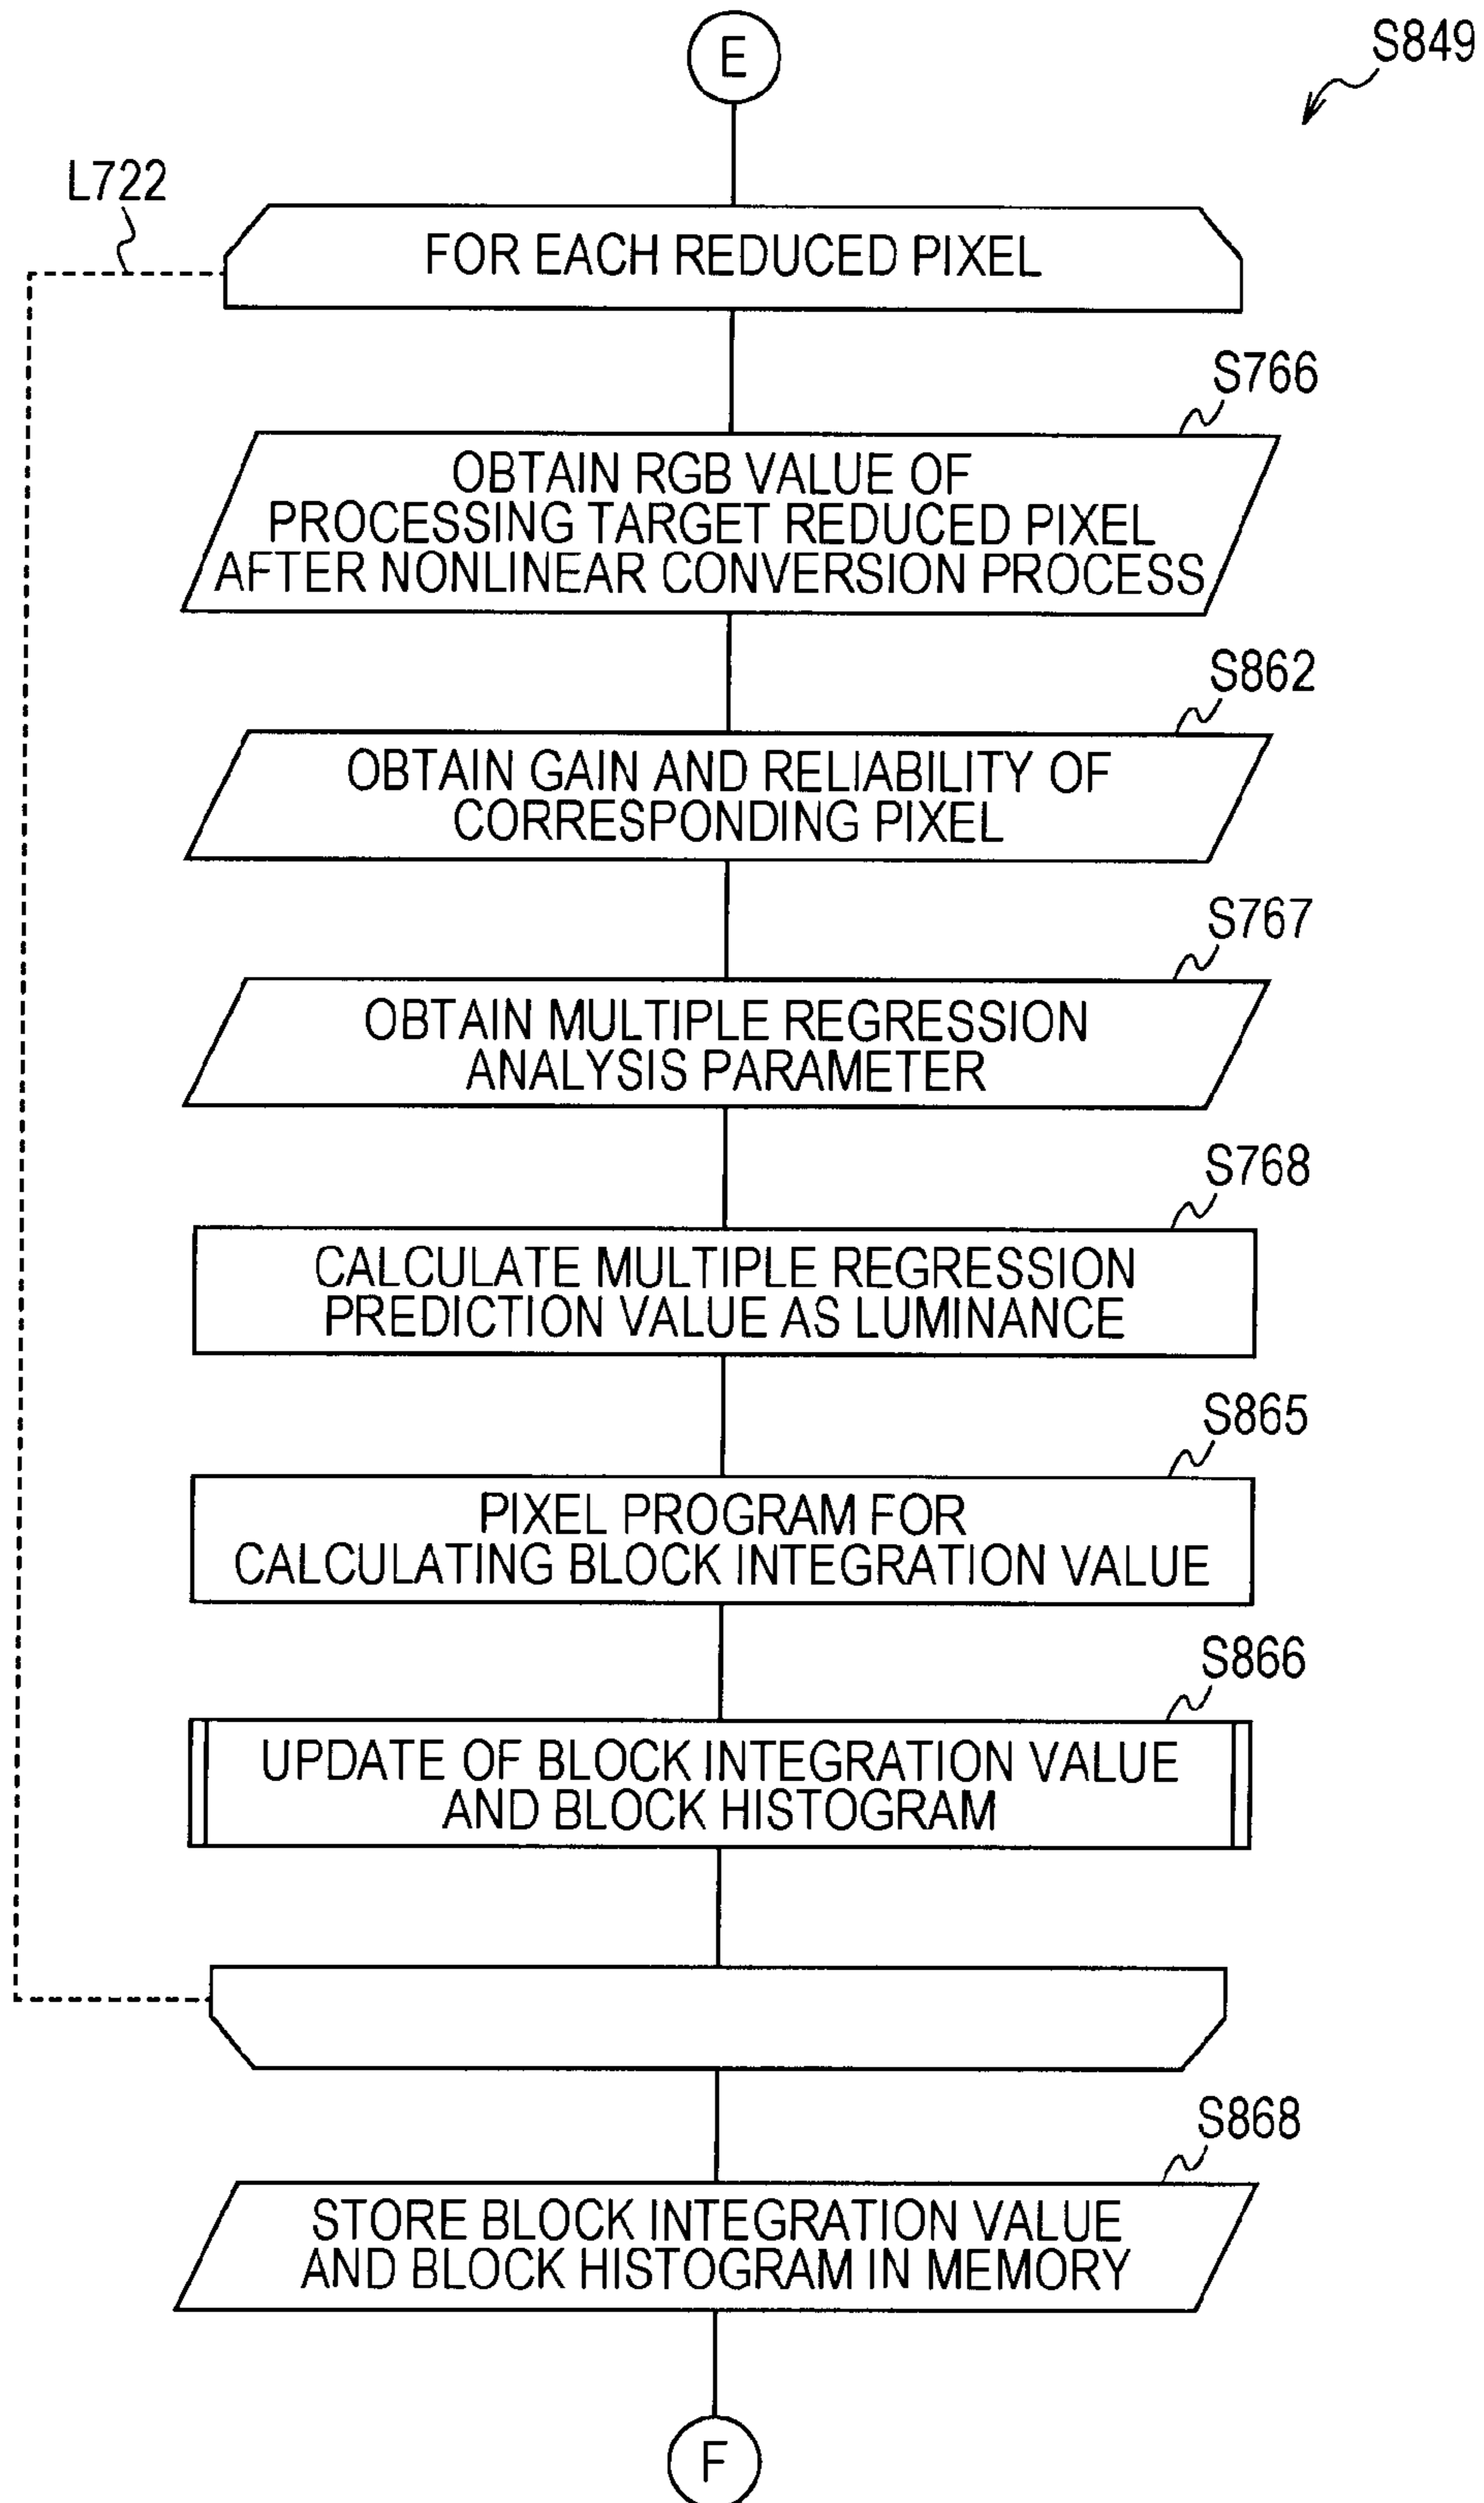 E
S849
L722
FOR EACH REDUCED PIXEL
S766
OBTAIN RGB VALUE OF
PROCESSING TARGET REDUCED PIXEL
AFTER NONLINEAR CONVERSION PROCESS
S862
OBTAIN GAIN AND RELIABILITY OF
CORRESPONDING PIXEL
S767
OBTAIN MULTIPLE REGRESSION
ANALYSIS PARAMETER
S768
CALCULATE MULTIPLE REGRESSION
PREDICTION VALUE AS LUMINANCE
S865
PIXEL PROGRAM FOR
CALCULATING BLOCK INTEGRATION VALUE
S866
UPDATE OF BLOCK INTEGRATION VALUE
AND BLOCK HISTOGRAM
S868
STORE BLOCK INTEGRATION VALUE
AND BLOCK HISTOGRAM IN MEMORY
F